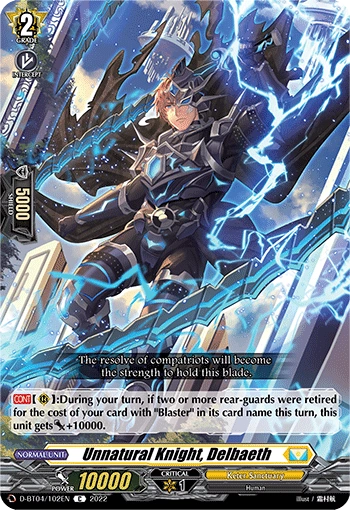 2
GRADE
INTERCEPT
5000
SHIELD
The resolve of compatriots will become
the strength to hold this blade.
CONT【 R 】:During your turn, if two or more rear-guards were retired
for the cost of your card with "Blaster" in its card name this turn, this
unit gets +10000.
NORMAL UNIT
Unnatural Knight, Delbaeth
POWER 10000
CRITICAL
1
Keter Sanctuary
Human
D-BT04/102EN C 2022
Illust / 霜村航